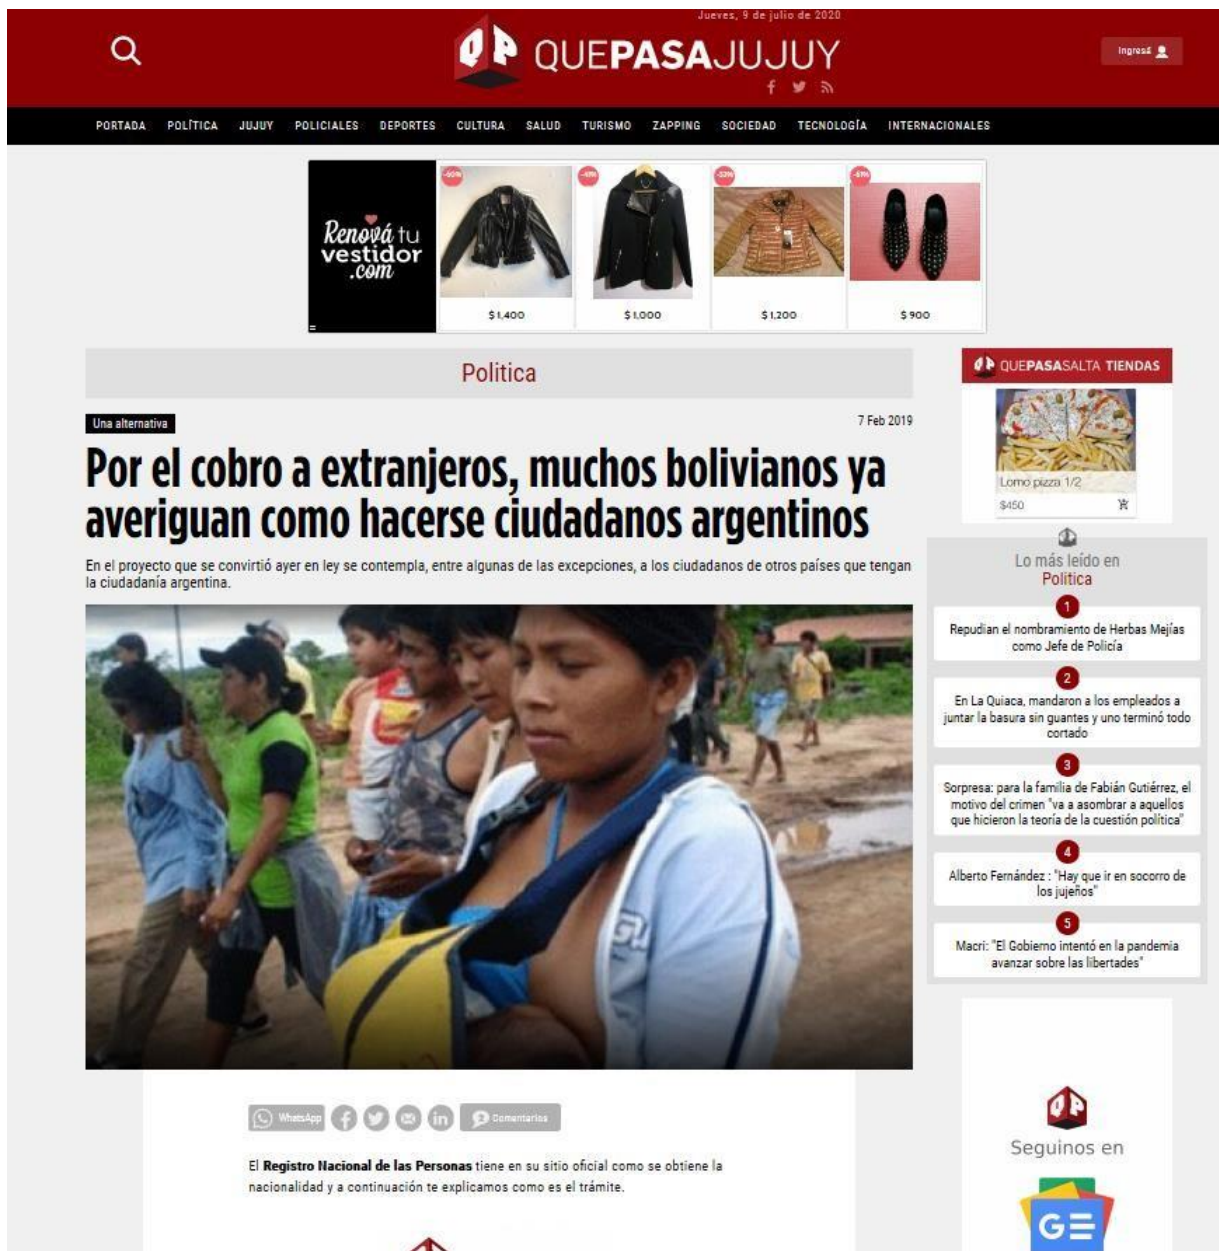 Jueves, 9 de julio de 2020
QP QUEPASAJUJUY
Ingresá
PORTADA POLÍTICA JUJUY POLICIALES DEPORTES CULTURA SALUD TURISMO ZAPPING SOCIEDAD TECNOLOGÍA INTERNACIONALES
Renová tu
vestidor
.com
-50%
$1,400
$1,000
-53%
$1,200
$900
Politica
Una alternativa
7 Feb 2019
Por el cobro a extranjeros, muchos bolivianos ya
averiguan como hacerse ciudadanos argentinos
En el proyecto que se convirtió ayer en ley se contempla, entre algunas de las excepciones, a los ciudadanos de otros países que tengan
la ciudadanía argentina.
WhatsApp
Comentarios
El Registro Nacional de las Personas tiene en su sitio oficial como se obtiene la
nacionalidad y a continuación te explicamos como es el trámite.
QP QUEPASASALTA TIENDAS
Lomo pizza 1/2
$450
Lo más leído en
Politica
1
Repudian el nombramiento de Herbas Mejías
como Jefe de Policía
2
En La Quiaca, mandaron a los empleados a
juntar la basura sin guantes y uno terminó todo
cortado
3
Sorpresa: para la familia de Fabián Gutiérrez, el
motivo del crimen "va a asombrar a aquellos
que hicieron la teoría de la cuestión política"
4
Alberto Fernández : "Hay que ir en socorro de
los jujeños"
5
Macri: "El Gobierno intentó en la pandemia
avanzar sobre las libertades"
QP
Seguinos en
G